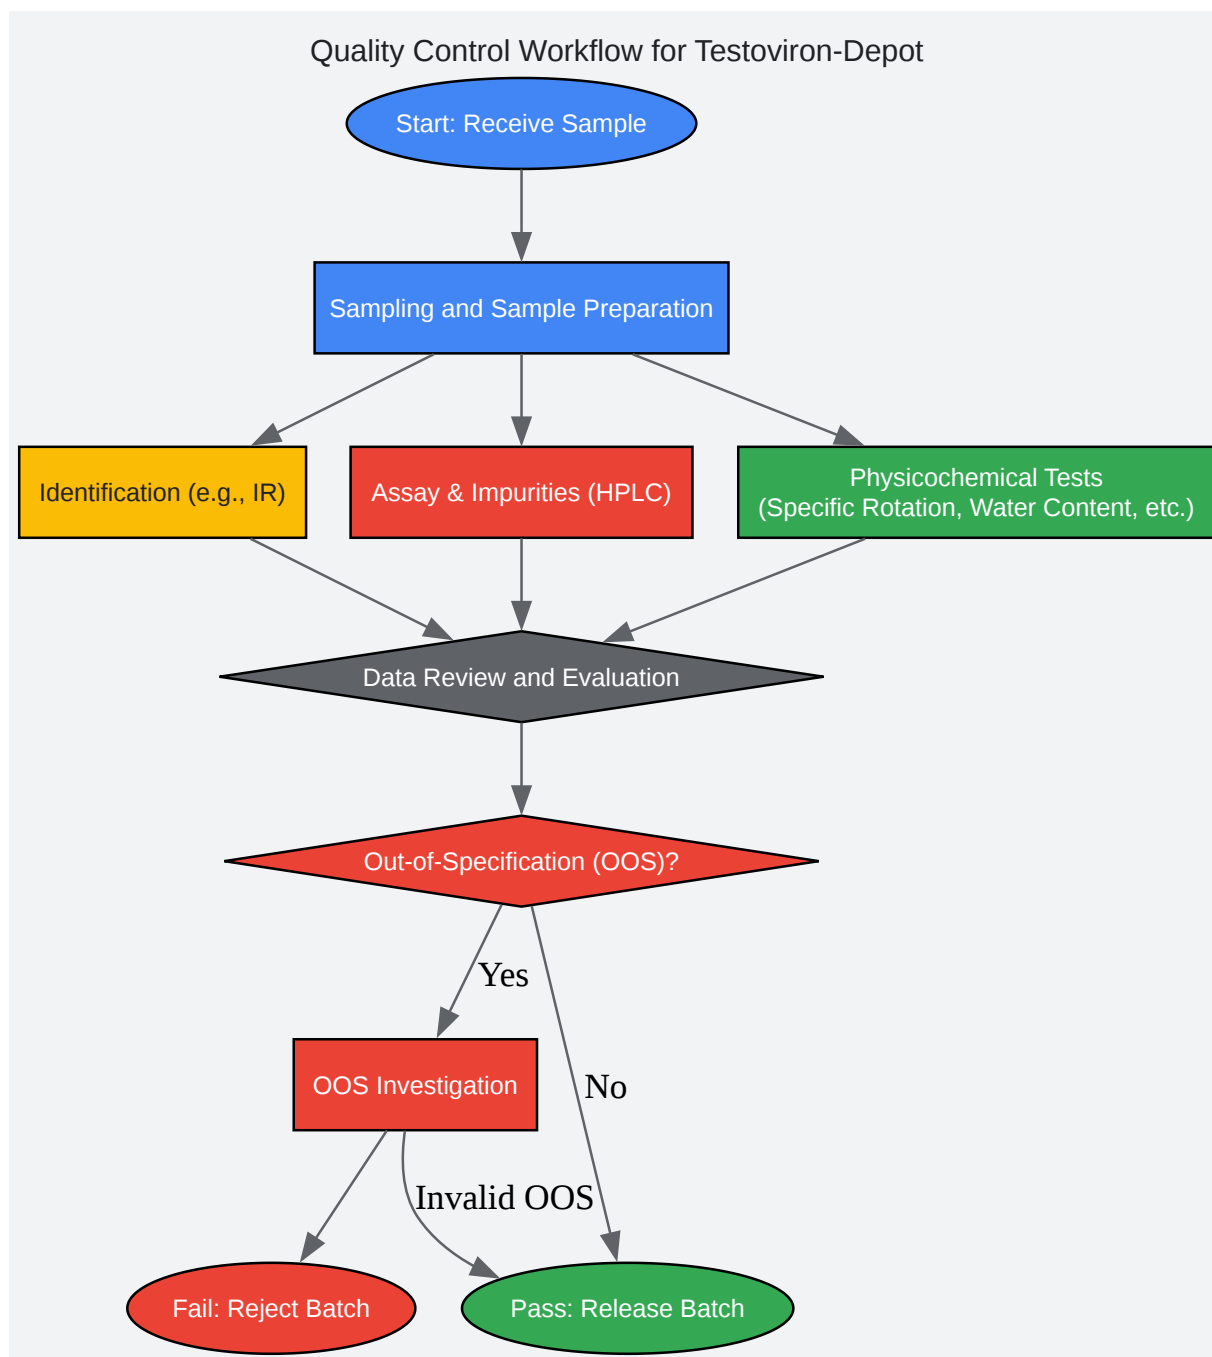 Quality Control Workflow for Testoviron-Depot
Start: Receive Sample
Sampling and Sample Preparation
Identification (e.g., IR)
Assay & Impurities (HPLC)
Physicochemical Tests
(Specific Rotation, Water Content, etc.)
Data Review and Evaluation
Out-of-Specification (OOS)?
Yes
OOS Investigation
No
Invalid OOS
Fail: Reject Batch
Pass: Release Batch